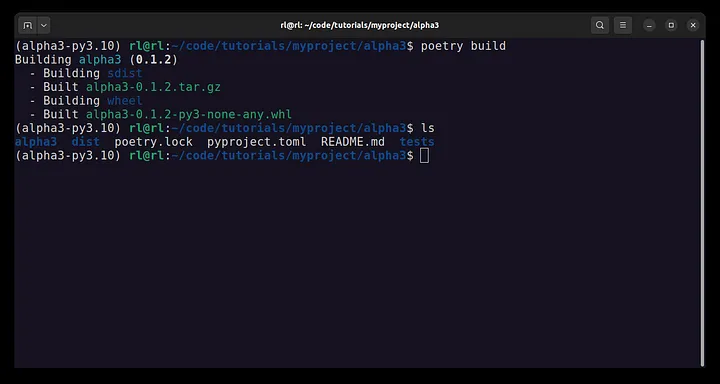 rl@rl: ~/code/tutorials/myproject/alpha3
(alpha3-py3.10) rl@rl:~/code/tutorials/myproject/alpha3$ poetry build
Building alpha3 (0.1.2)
  - Building sdist
  - Built alpha3-0.1.2.tar.gz
  - Building wheel
  - Built alpha3-0.1.2-py3-none-any.whl
(alpha3-py3.10) rl@rl:~/code/tutorials/myproject/alpha3$ ls
alpha3  dist  poetry.lock  pyproject.toml  README.md  tests
(alpha3-py3.10) rl@rl:~/code/tutorials/myproject/alpha3$